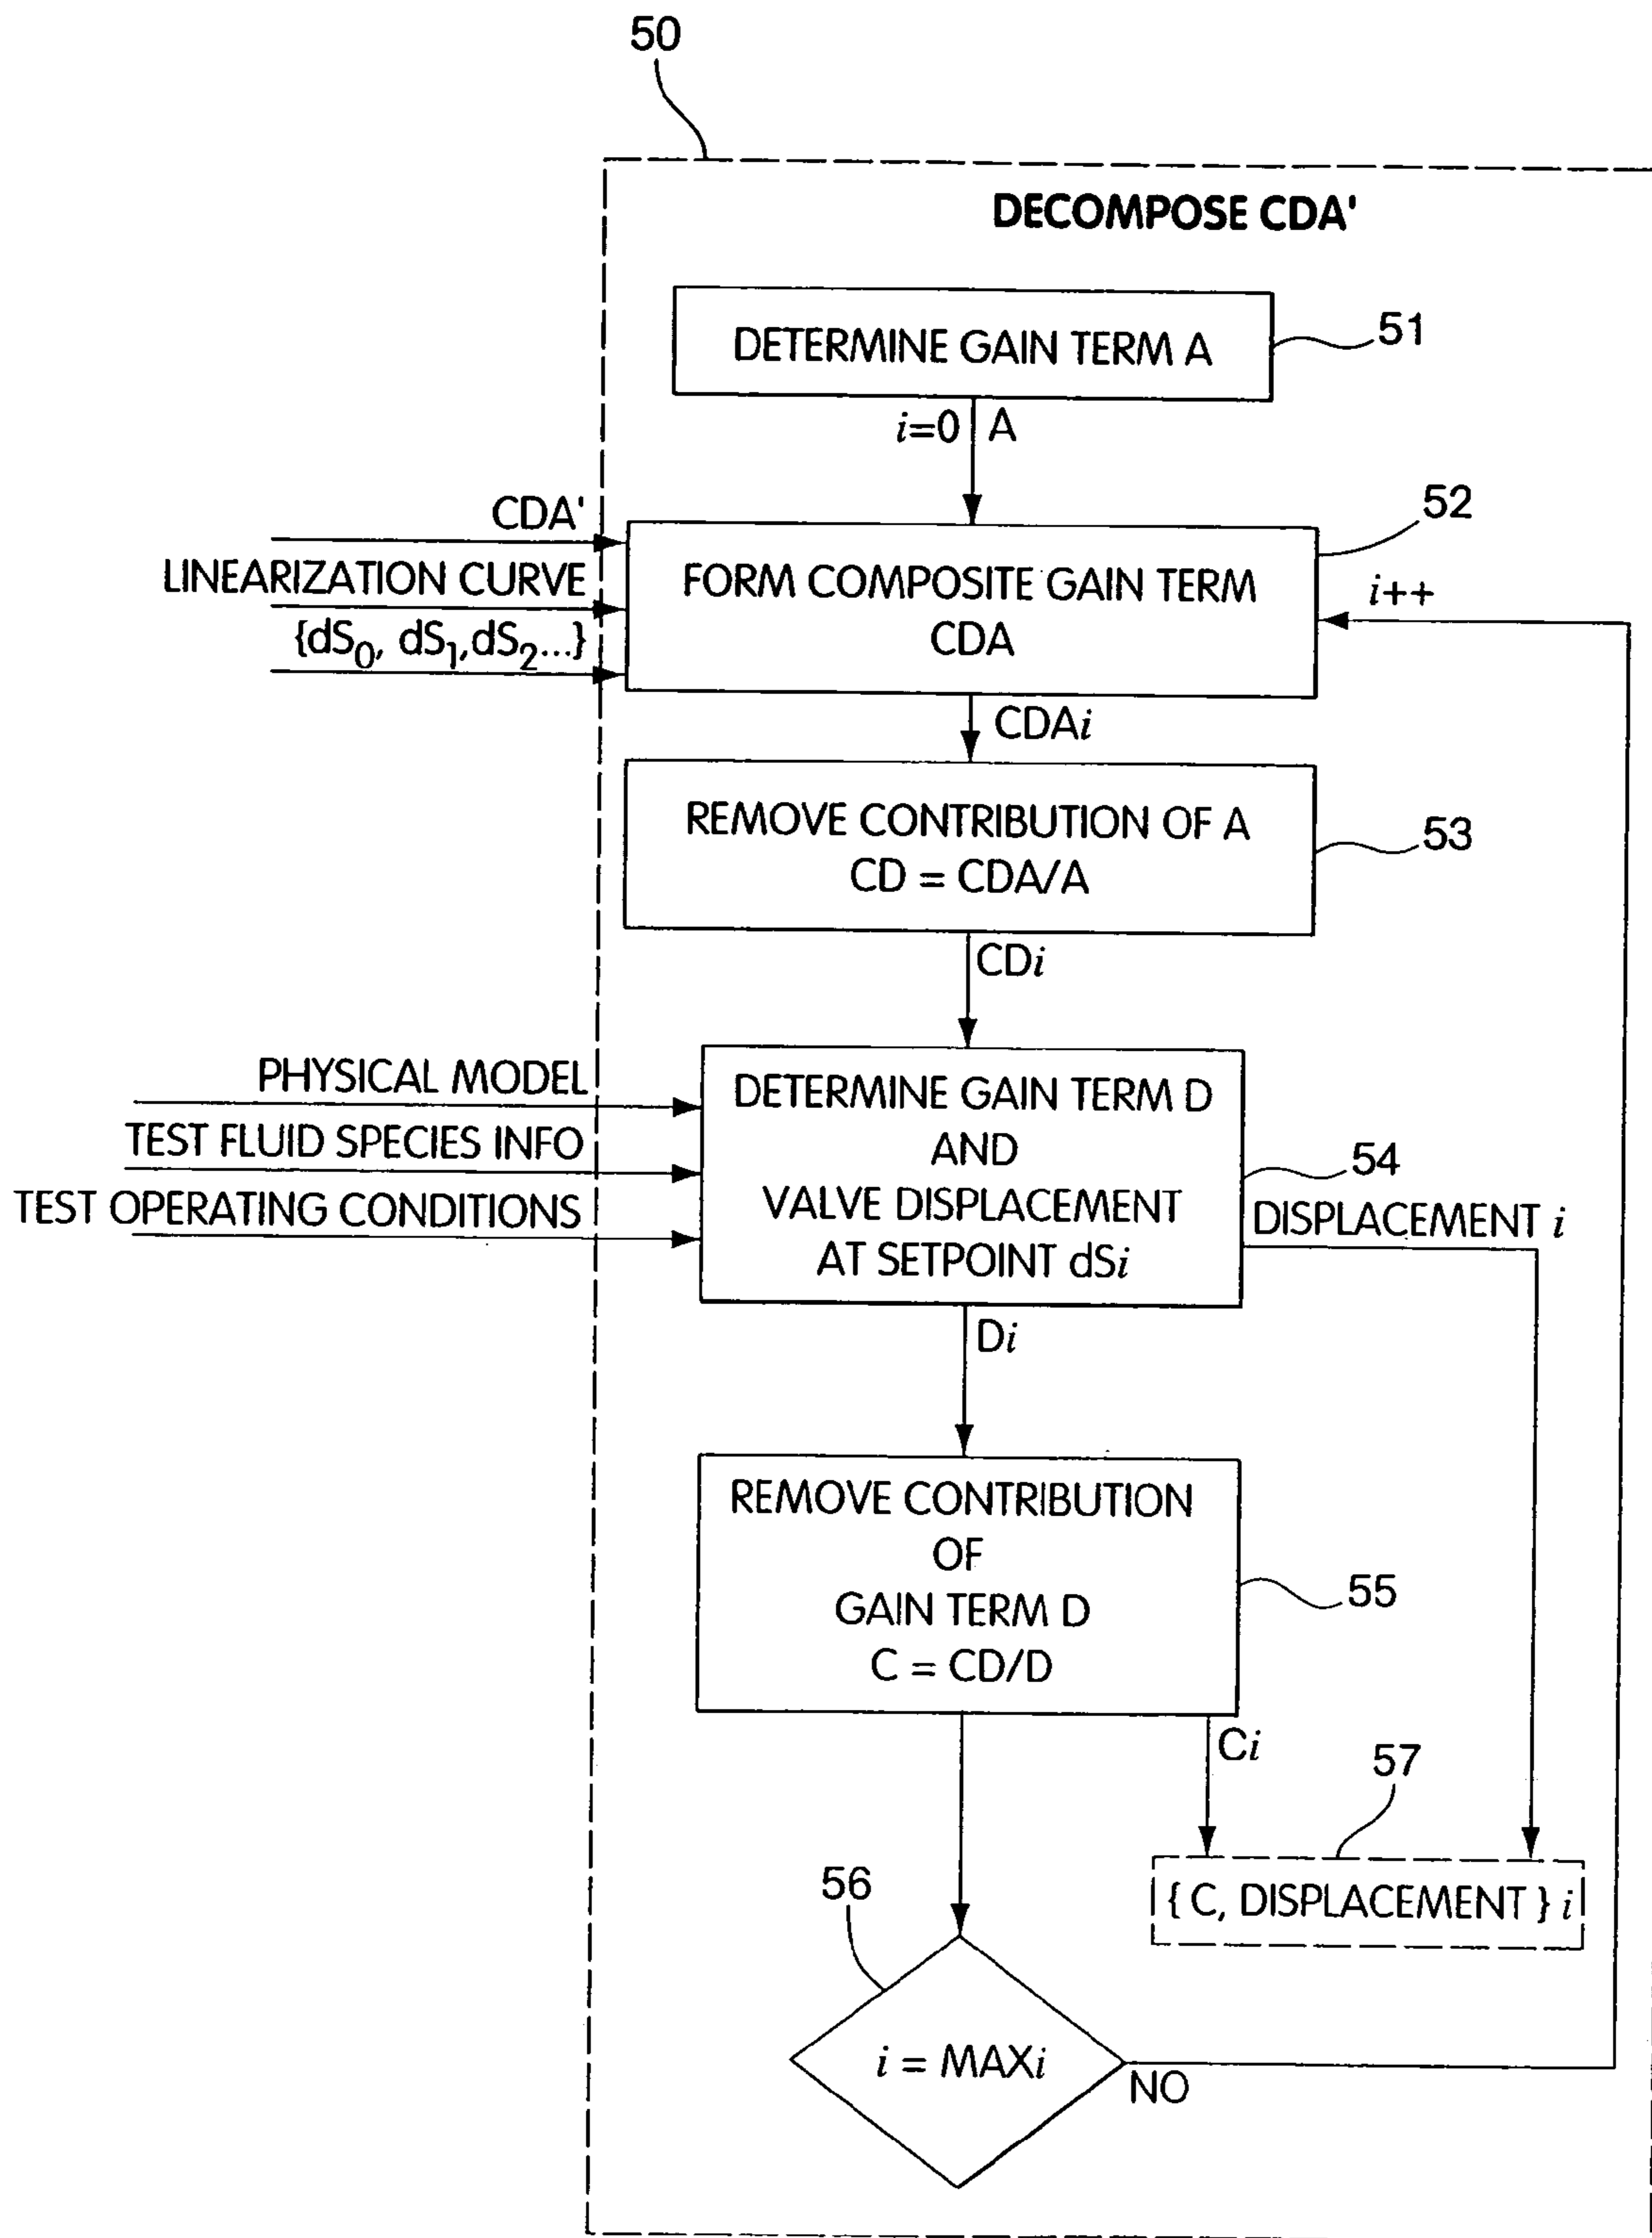 50
DECOMPOSE CDA'
DETERMINE GAIN TERM A
51
i=0 A
CDA'
LINEARIZATION CURVE
{dS0, dS1,dS2...}
FORM COMPOSITE GAIN TERM
CDA
52
i++
CDAi
REMOVE CONTRIBUTION OF A
CD = CDA/A
53
CDi
PHYSICAL MODEL
TEST FLUID SPECIES INFO
TEST OPERATING CONDITIONS
DETERMINE GAIN TERM D
AND
VALVE DISPLACEMENT
AT SETPOINT dSi
54
DISPLACEMENT i
Di
REMOVE CONTRIBUTION
OF
GAIN TERM D
C = CD/D
55
Ci
57
{ C, DISPLACEMENT } i
56
i = MAXi
NO